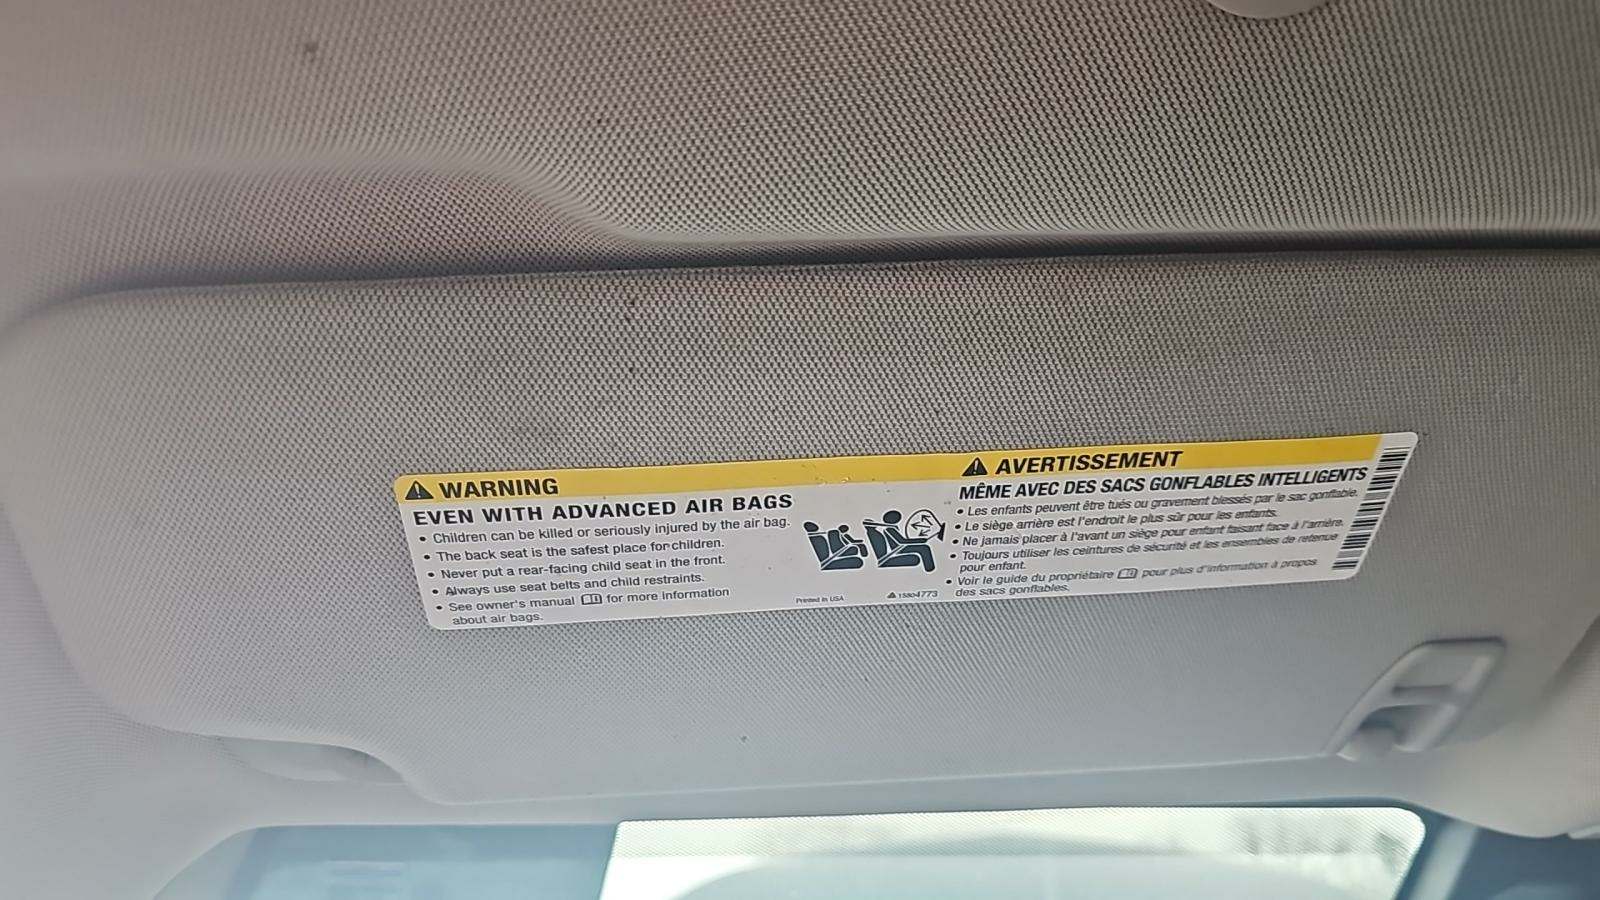 WARNING
EVEN WITH ADVANCED AIR BAGS
• Children can be killed or seriously injured by the air bag.
• The back seat is the safest place for children.
• Never put a rear-facing child seat in the front.
• Always use seat belts and child restraints.
• See owner's manual for more information
about air bags.
Printed in USA
15804773
AVERTISSEMENT
MÊME AVEC DES SACS GONFLABLES INTELLIGENTS
• Les enfants peuvent être tués ou gravement blessés par le sac gonflable.
• Le siège arrière est l'endroit le plus sûr pour les enfants.
• Ne jamais placer à l'avant un siège pour enfant faisant face à l'arrière.
• Toujours utiliser les ceintures de sécurité et les ensembles de retenue
pour enfant.
• Voir le guide du propriétaire pour plus d'information à propos
des sacs gonflables.